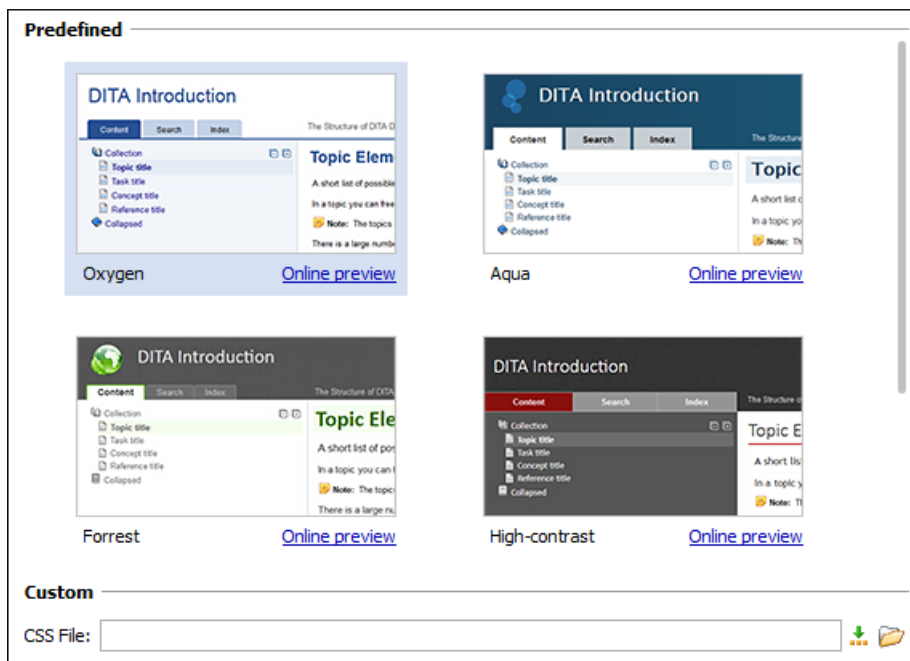 Predefined
DITA Introduction
Content Search Index
The Structure of DITA D
Collection
Topic title
Task title
Concept title
Reference title
Collapsed
Topic Elem
A short list of possible
In a topic you can free
Note: The topics
There is a large numbe
Oxygen
Online preview
DITA Introduction
Content Search Index
The Structure
Collection
Topic title
Task title
Concept title
Reference title
Collapsed
Topic
A short list o
In a topic yo
Note: Th
Aqua
Online preview
DITA Introduction
Content Search Index
The Structure of DITA
Collection
Topic title
Task title
Concept title
Reference title
Collapsed
Topic Ele
A short list of pos
In a topic you can
Note: The topic
There is a large nu
Forrest
Online preview
DITA Introduction
Content Search Index
The Structure o
Collection
Topic title
Task title
Concept title
Reference title
Collapsed
Topic E
A short lis
In a topic y
Note: T
High-contrast
Online preview
Custom
CSS File: